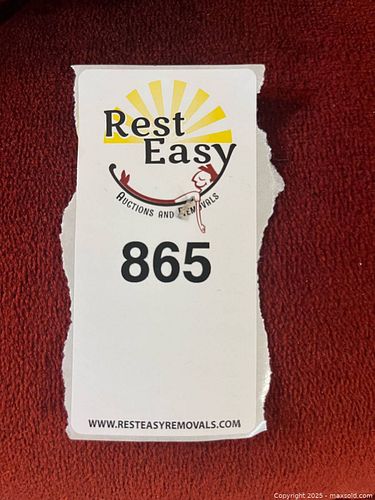 Rest
Easy
AUCTIONS AND REMOVALS
865
WWW.RESTEASYREMOVALS.COM
Copyright 2025 - maxsold.com